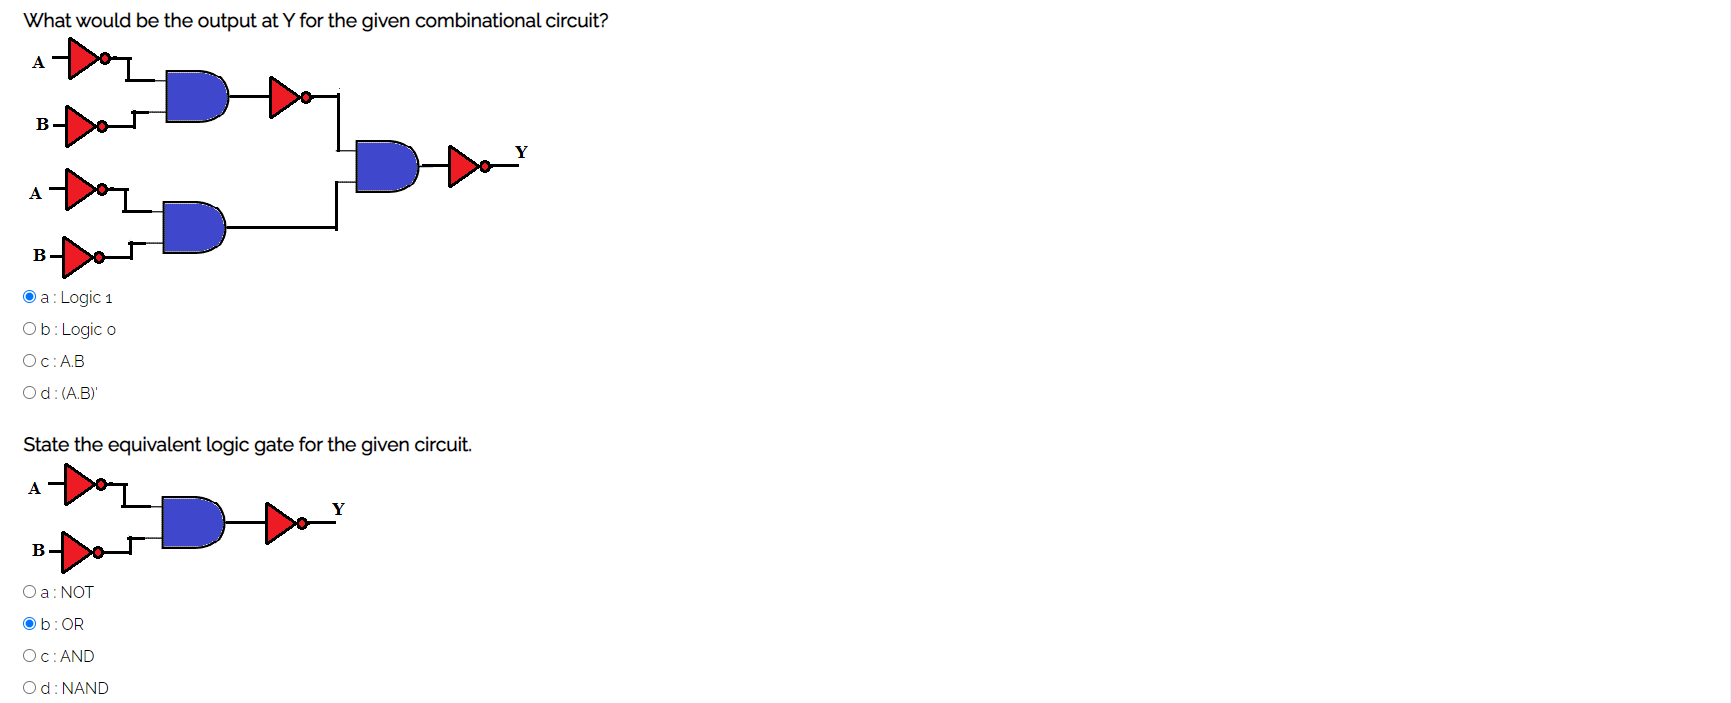 What would be the output at Y for the given combinational circuit?
A
B
Y
A
B
a : Logic 1
b : Logic 0
c : A.B
d : (A.B)'
State the equivalent logic gate for the given circuit.
A
Y
B
a : NOT
b : OR
c : AND
d : NAND